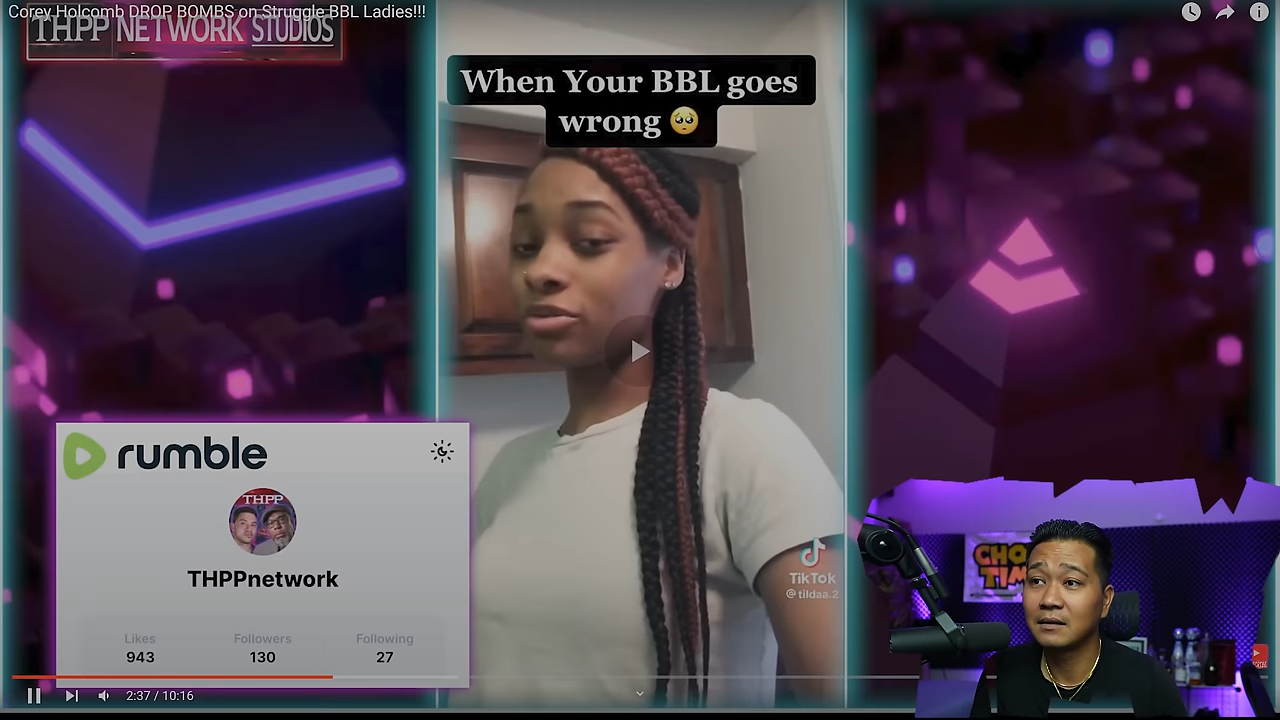 Corey Holcomb DROP BOMBS on Struggle BBL Ladies!!!
THPP NETWORK STUDIOS
When Your BBL goes
wrong 🥺
rumble
THPP
THPPnetwork
Likes Followers Following
943 130 27
TikTok
@tildaa.2
2:37 / 10:16